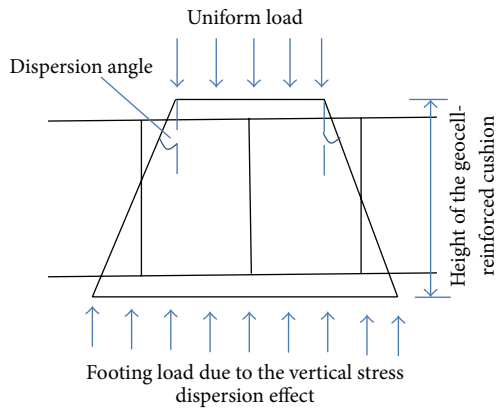 Uniform load
Dispersion angle
Height of the geocell-
reinforced cushion
Footing load due to the vertical stress
dispersion effect